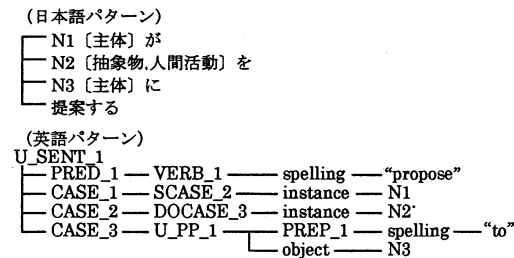 （日本語パターン）
N1〔主体〕が
N2〔抽象物,人間活動〕を
N3〔主体〕に
提案する
（英語パターン）
U_SENT_1
PRED_1 VERB_1 spelling “propose”
CASE_1 SCASE_2 instance N1
CASE_2 DOCASE_3 instance N2
CASE_3 U_PP_1 PREP_1 spelling “to”
object N3